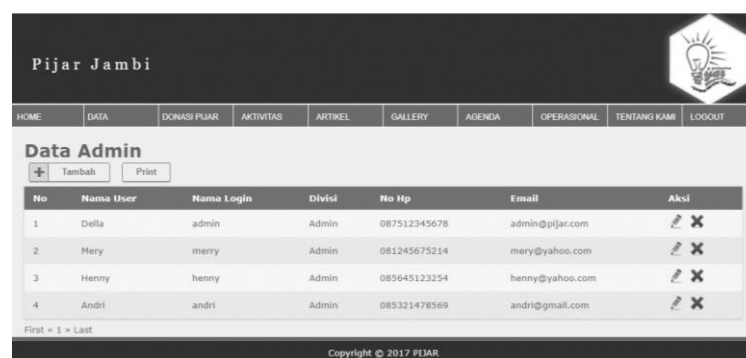 Pijar Jambi
HOME DATA DONASI PIJAR AKTIVITAS ARTIKEL GALLERY AGENDA OPERASIONAL TENTANG KAMI LOGOUT
Data Admin
+ Tambah Print
No Nama User Nama Login Divisi No Hp Email Aksi
1 Della admin Admin 087512345678 admin@pijar.com
2 Mery merry Admin 081245675214 mery@yahoo.com
3 Henny henny Admin 085645123254 henny@yahoo.com
4 Andri andri Admin 085321478569 andri@gmail.com
First < 1 > Last
Copyright © 2017 PIJAR